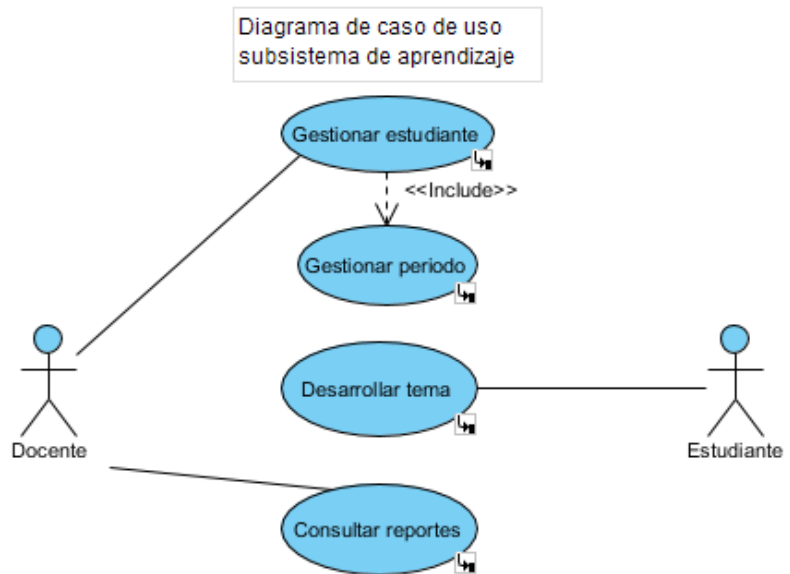 Diagrama de caso de uso
subsistema de aprendizaje
Gestionar estudiante
<<Include>>
Gestionar periodo
Desarrollar tema
Docente
Estudiante
Consultar reportes